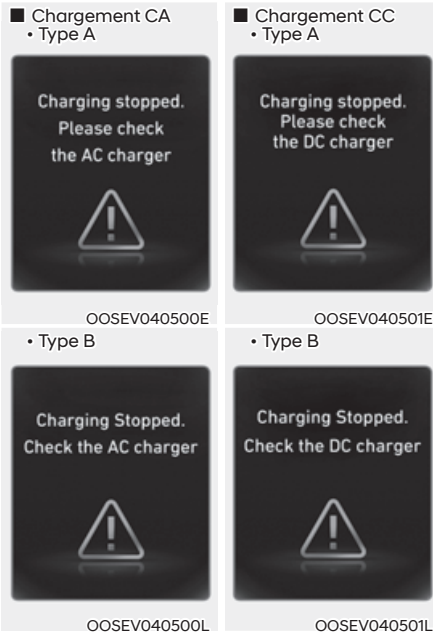 ■ Chargement CA
• Type A
Charging stopped.
Please check
the AC charger
OOSEV040500E
■ Chargement CC
• Type A
Charging stopped.
Please check
the DC charger
OOSEV040501E
• Type B
Charging Stopped.
Check the AC charger
OOSEV040500L
• Type B
Charging Stopped.
Check the DC charger
OOSEV040501L